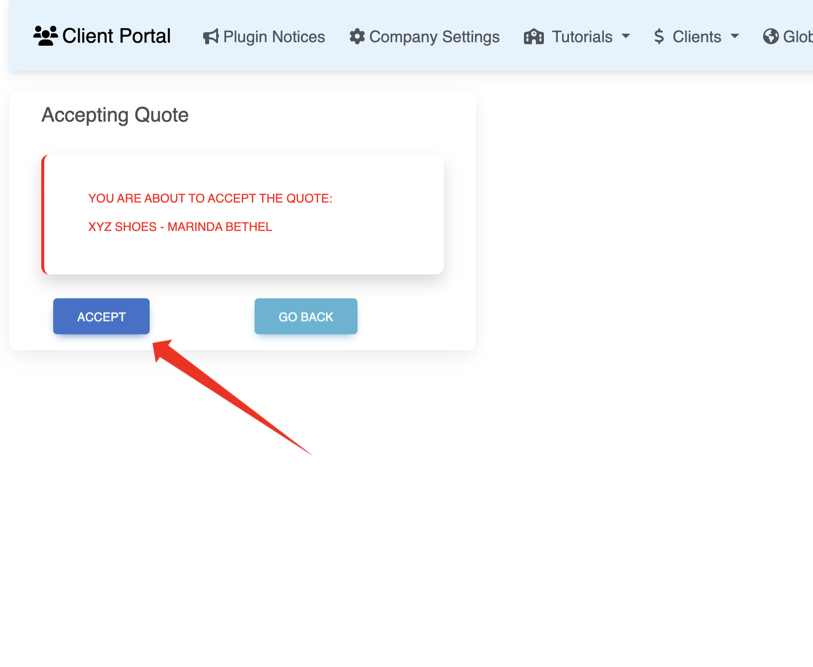 Client Portal Plugin Notices Company Settings Tutorials $ Clients Glob
Accepting Quote
YOU ARE ABOUT TO ACCEPT THE QUOTE:
XYZ SHOES - MARINDA BETHEL
ACCEPT GO BACK